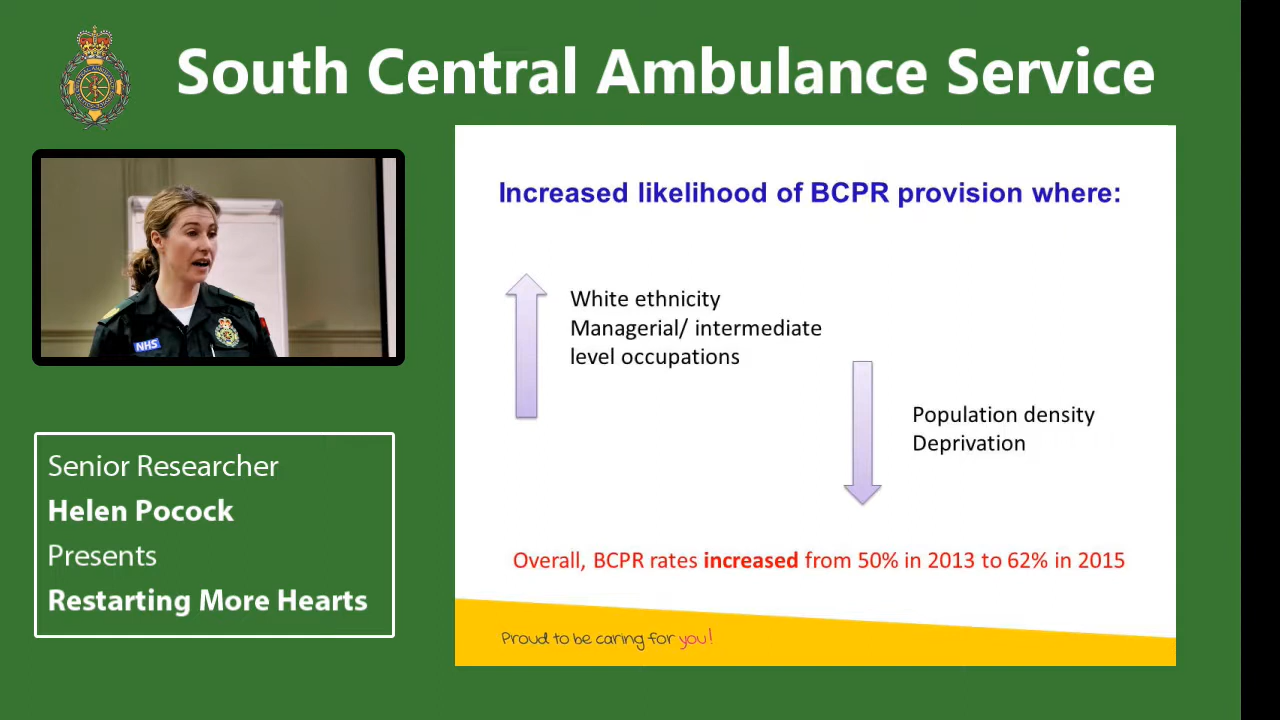 South Central Ambulance Service
NHS
Senior Researcher
Helen Pocock
Presents
Restarting More Hearts
Increased likelihood of BCPR provision where:
White ethnicity
Managerial/ intermediate
level occupations
Population density
Deprivation
Overall, BCPR rates increased from 50% in 2013 to 62% in 2015
Proud to be caring for you!